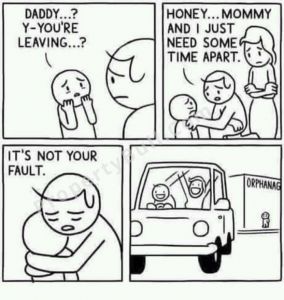 DADDY...?
Y-YOU'RE
LEAVING...?
HONEY... MOMMY
AND I JUST
NEED SOME
TIME APART.
IT'S NOT YOUR
FAULT.
ORPHANAG